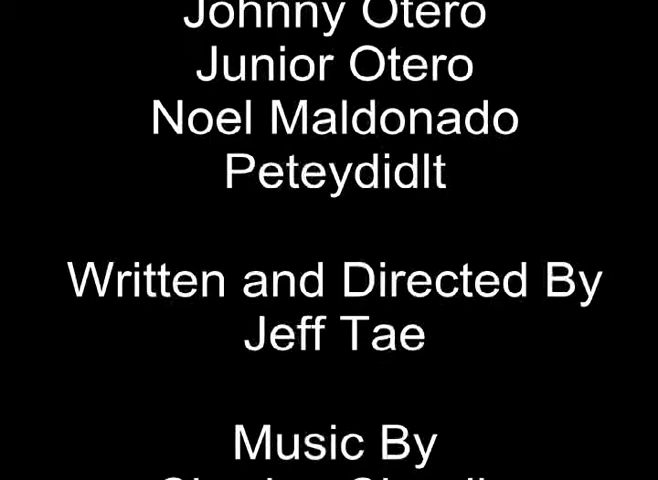 Johnny Otero
Junior Otero
Noel Maldonado
PeteydidIt

Written and Directed By
Jeff Tae

Music By